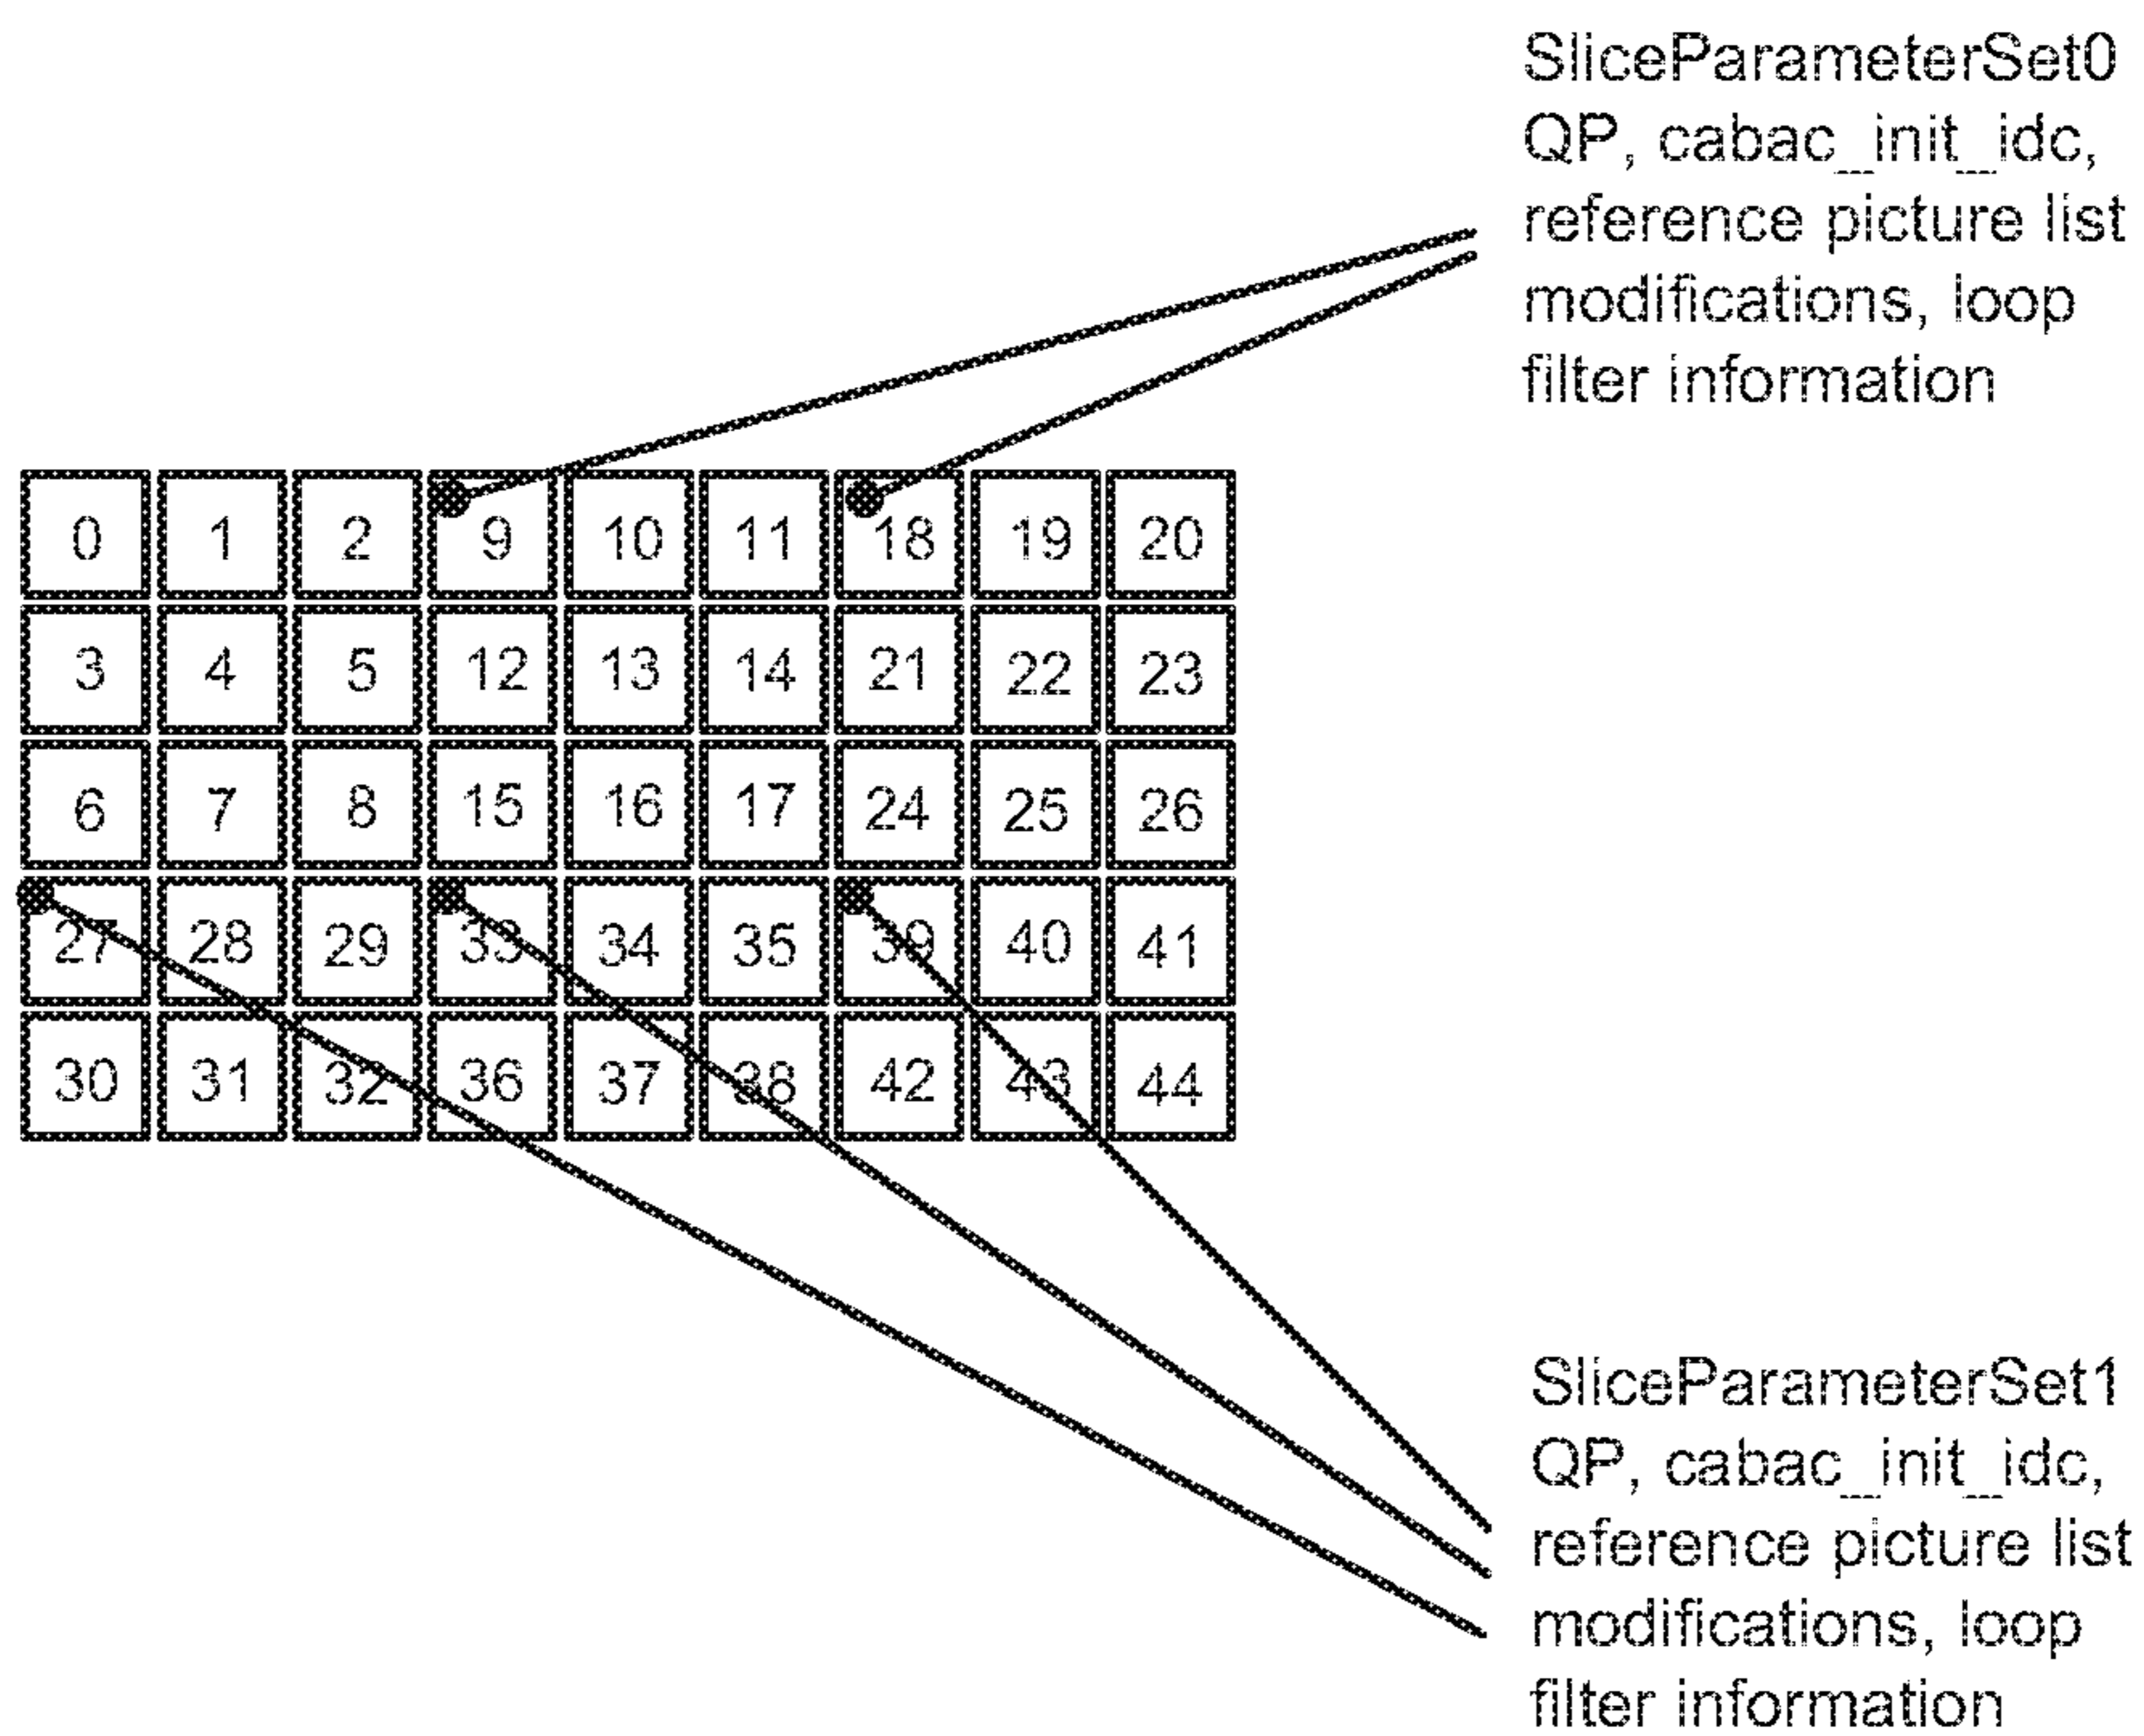 SliceParameterSet0
QP, cabac_init_idc,
reference picture list
modifications, loop
filter information
0 1 2 9 10 11 18 19 20
3 4 5 12 13 14 21 22 23
6 7 8 15 16 17 24 25 26
27 28 29 33 34 35 39 40 41
30 31 32 36 37 38 42 43 44
SliceParameterSet1
QP, cabac_init_idc,
reference picture list
modifications, loop
filter information